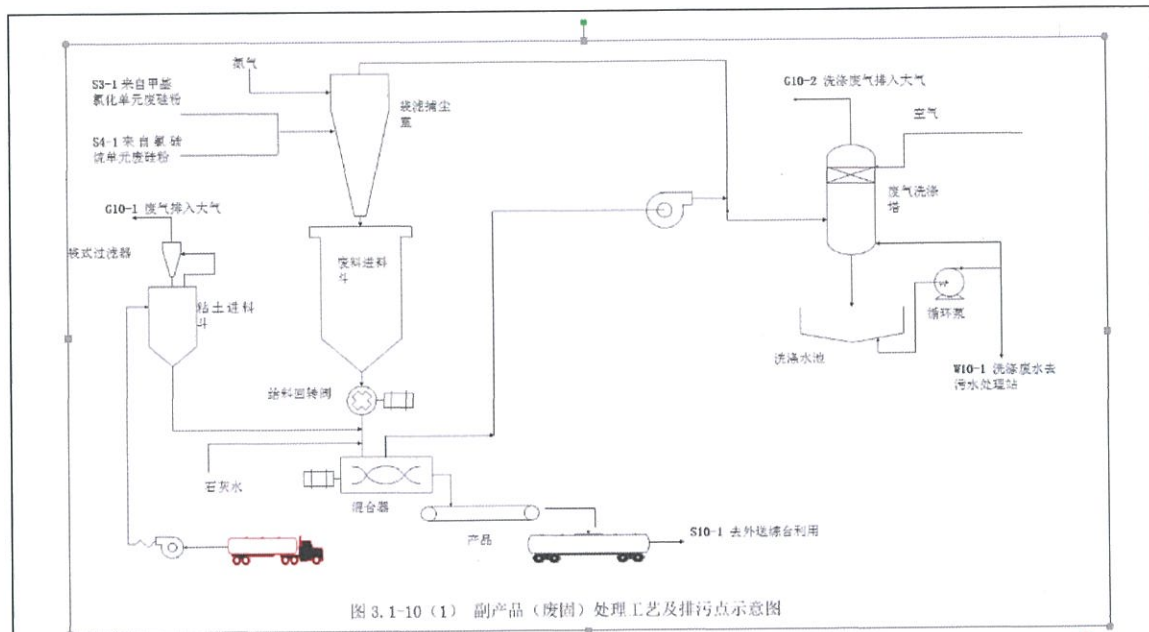 氮气
S3-1 来自甲基
氯化单元废硅粉
S4-1 来自氯硅
烷单元废硅粉
袋滤捕尘
室
G10-2 洗涤废气排入大气
空气
废气洗涤
塔
G10-1 废气排入大气
袋式过滤器
粘土进料
斗
废料进料
斗
循环泵
洗涤水池
W10-1 洗涤废水去
污水处理站
给料回转阀
石灰水
混合器
产品
S10-1 去外送综合利用
图 3.1-10（1） 副产品（废固）处理工艺及排污点示意图